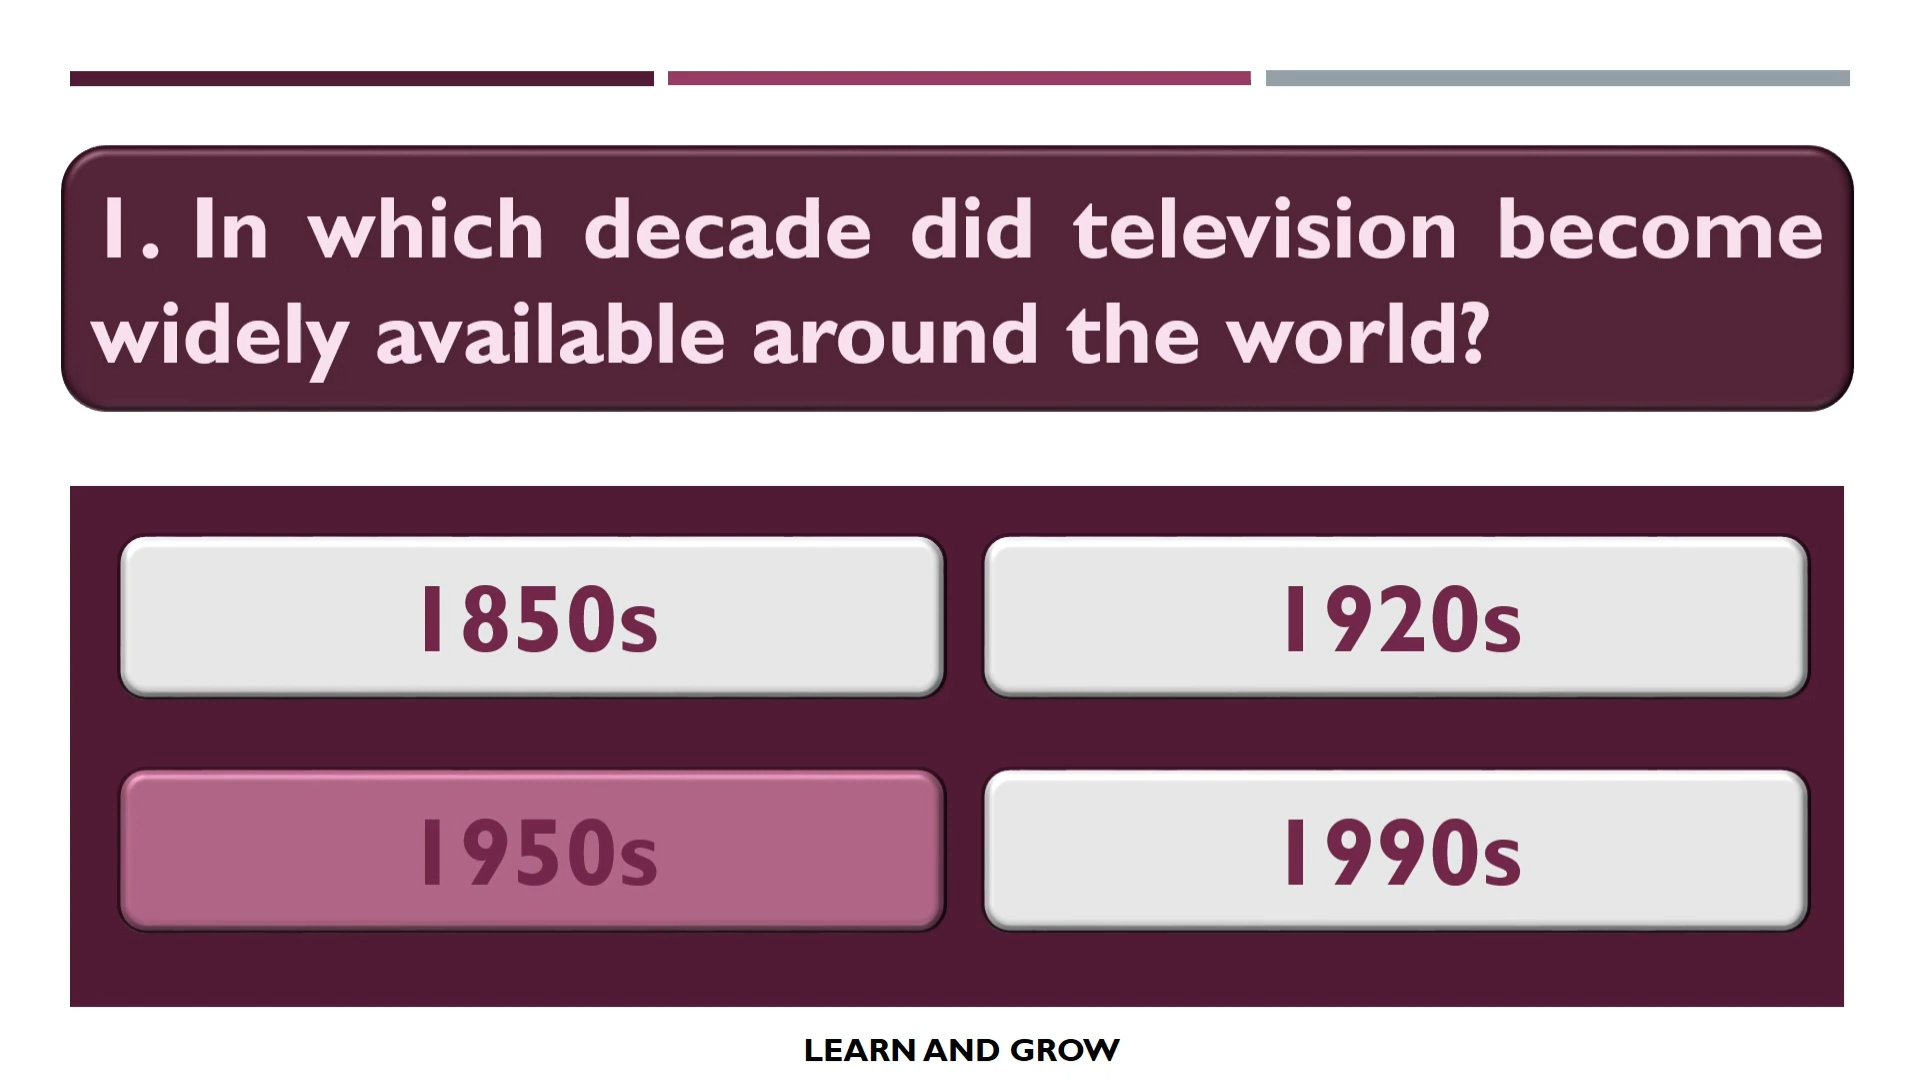 1. In which decade did television become
widely available around the world?
1850s
1920s
1950s
1990s
LEARN AND GROW